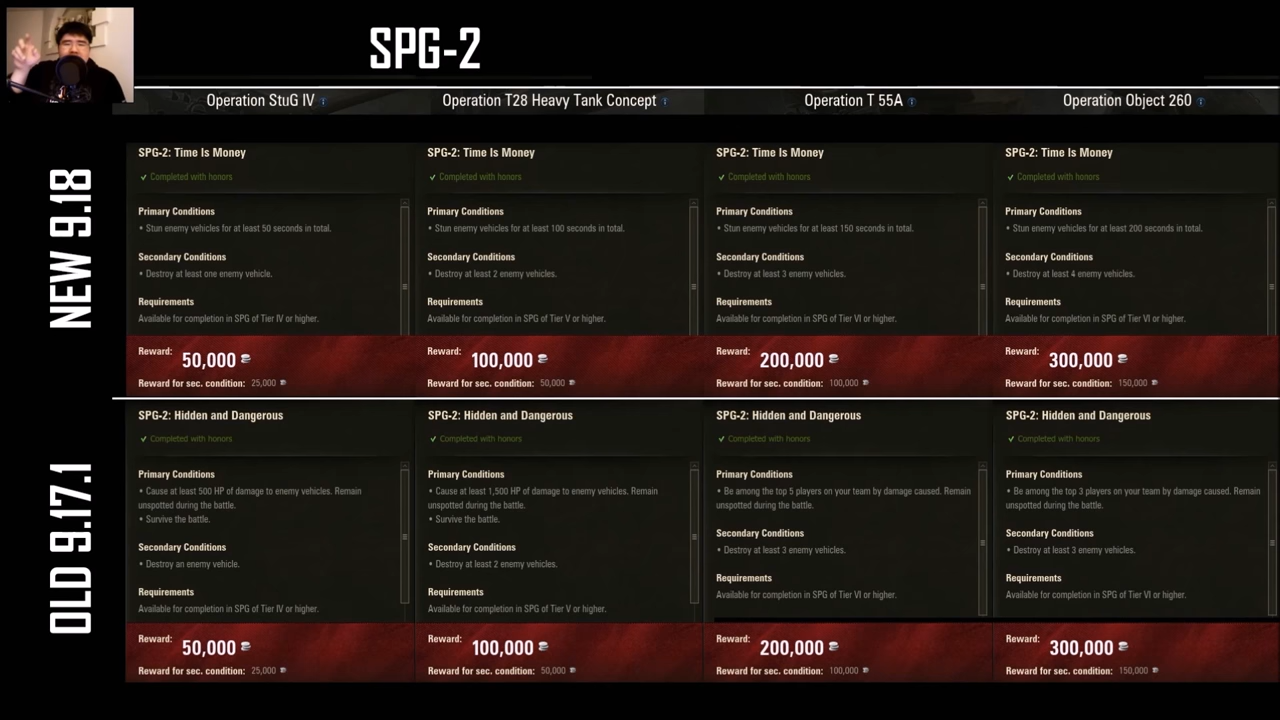 SPG-2
Operation StuG IV
Operation T28 Heavy Tank Concept
Operation T 55A
Operation Object 260
NEW 9.18
SPG-2: Time Is Money
Completed with honors
Primary Conditions
• Stun enemy vehicles for at least 50 seconds in total.
Secondary Conditions
• Destroy at least one enemy vehicle.
Requirements
Available for completion in SPG of Tier IV or higher.
Reward: 50,000
Reward for sec. condition: 25,000
SPG-2: Time Is Money
Completed with honors
Primary Conditions
• Stun enemy vehicles for at least 100 seconds in total.
Secondary Conditions
• Destroy at least 2 enemy vehicles.
Requirements
Available for completion in SPG of Tier V or higher.
Reward: 100,000
Reward for sec. condition: 50,000
SPG-2: Time Is Money
Completed with honors
Primary Conditions
• Stun enemy vehicles for at least 150 seconds in total.
Secondary Conditions
• Destroy at least 3 enemy vehicles.
Requirements
Available for completion in SPG of Tier VI or higher.
Reward: 200,000
Reward for sec. condition: 100,000
SPG-2: Time Is Money
Completed with honors
Primary Conditions
• Stun enemy vehicles for at least 200 seconds in total.
Secondary Conditions
• Destroy at least 4 enemy vehicles.
Requirements
Available for completion in SPG of Tier VI or higher.
Reward: 300,000
Reward for sec. condition: 150,000
OLD 9.17.1
SPG-2: Hidden and Dangerous
Completed with honors
Primary Conditions
• Cause at least 500 HP of damage to enemy vehicles. Remain
unspotted during the battle.
• Survive the battle.
Secondary Conditions
• Destroy an enemy vehicle.
Requirements
Available for completion in SPG of Tier IV or higher.
Reward: 50,000
Reward for sec. condition: 25,000
SPG-2: Hidden and Dangerous
Completed with honors
Primary Conditions
• Cause at least 1,500 HP of damage to enemy vehicles. Remain
unspotted during the battle.
• Survive the battle.
Secondary Conditions
• Destroy at least 2 enemy vehicles.
Requirements
Available for completion in SPG of Tier V or higher.
Reward: 100,000
Reward for sec. condition: 50,000
SPG-2: Hidden and Dangerous
Completed with honors
Primary Conditions
• Be among the top 5 players on your team by damage caused. Remain
unspotted during the battle.
Secondary Conditions
• Destroy at least 3 enemy vehicles.
Requirements
Available for completion in SPG of Tier VI or higher.
Reward: 200,000
Reward for sec. condition: 100,000
SPG-2: Hidden and Dangerous
Completed with honors
Primary Conditions
• Be among the top 3 players on your team by damage caused. Remain
unspotted during the battle.
Secondary Conditions
• Destroy at least 3 enemy vehicles.
Requirements
Available for completion in SPG of Tier VI or higher.
Reward: 300,000
Reward for sec. condition: 150,000